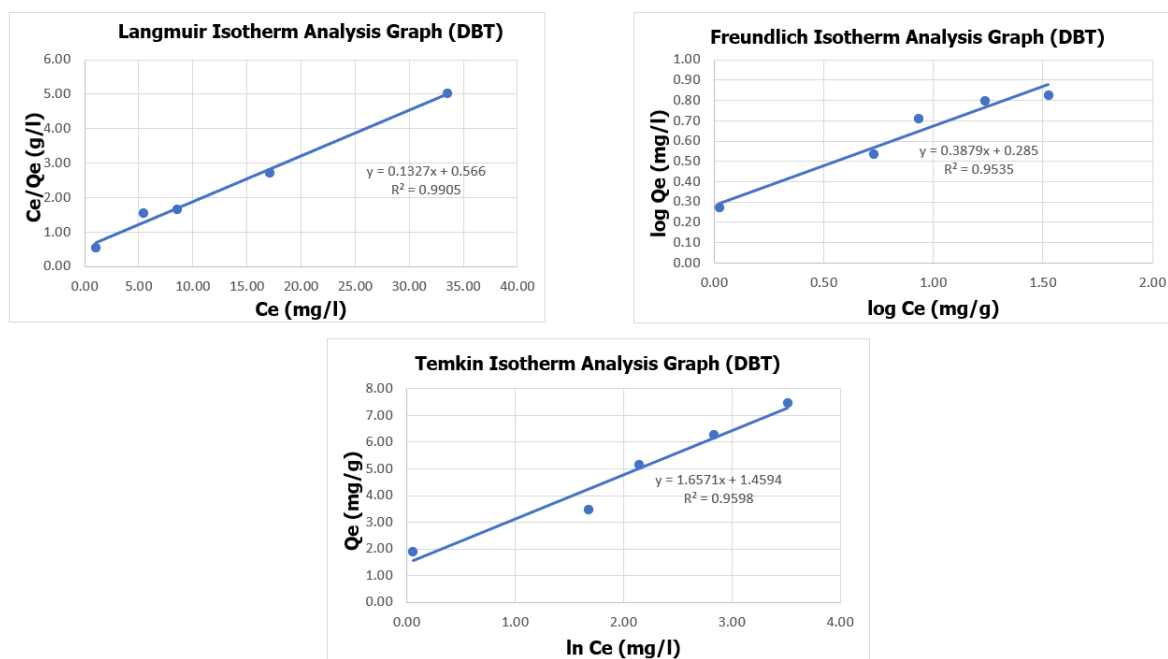 Langmuir Isotherm Analysis Graph (DBT)
6.00
5.00
4.00
3.00
2.00
1.00
0.00
Ce/Qe (g/l)
y = 0.1327x + 0.566
R² = 0.9905
0.00 5.00 10.00 15.00 20.00 25.00 30.00 35.00 40.00
Ce (mg/l)
Freundlich Isotherm Analysis Graph (DBT)
1.00
0.90
0.80
0.70
0.60
0.50
0.40
0.30
0.20
0.10
0.00
log Qe (mg/l)
y = 0.3879x + 0.285
R² = 0.9535
0.00 0.50 1.00 1.50 2.00
log Ce (mg/g)
Temkin Isotherm Analysis Graph (DBT)
8.00
7.00
6.00
5.00
4.00
3.00
2.00
1.00
0.00
Qe (mg/g)
y = 1.6571x + 1.4594
R² = 0.9598
0.00 1.00 2.00 3.00 4.00
ln Ce (mg/l)